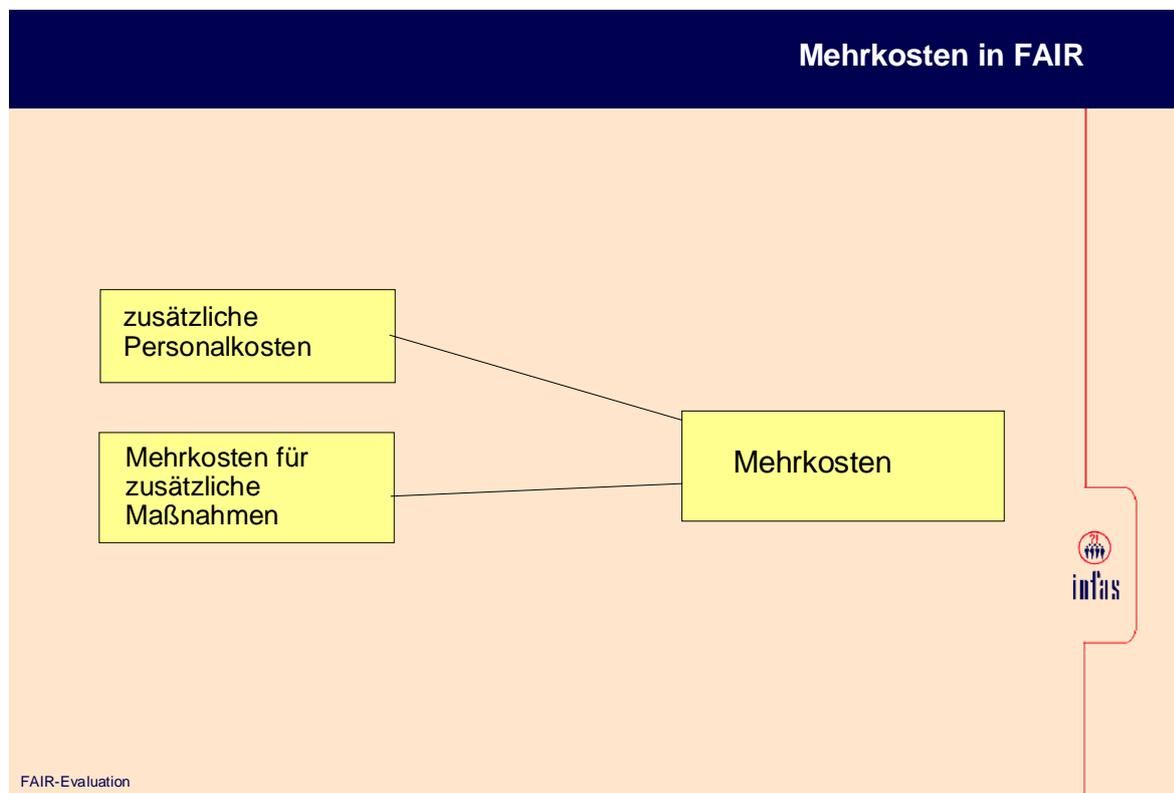 Mehrkosten in FAIR
zusätzliche
Personalkosten
Mehrkosten für
zusätzliche
Maßnahmen
Mehrkosten
?!
infas
FAIR-Evaluation